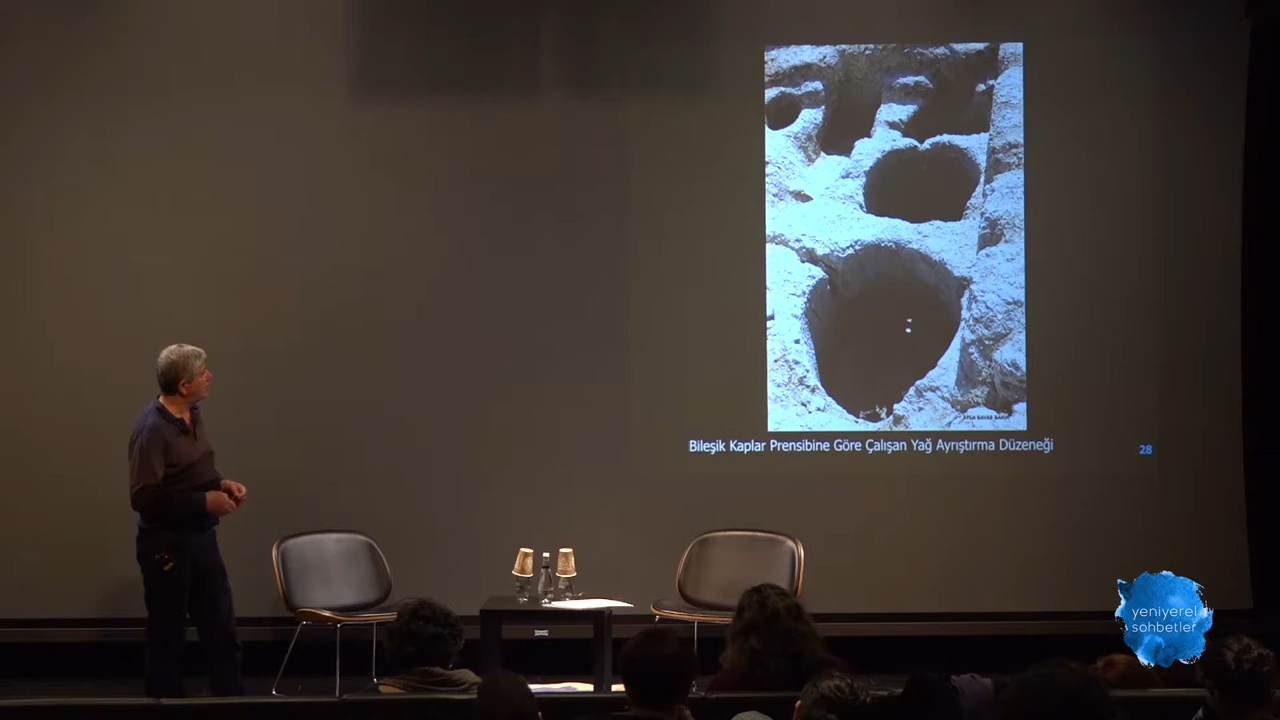 Bileşik Kaplar Prensibine Göre Çalışan Yağ Ayrıştırma Düzeneği
28
yeniyerel
sohbetler